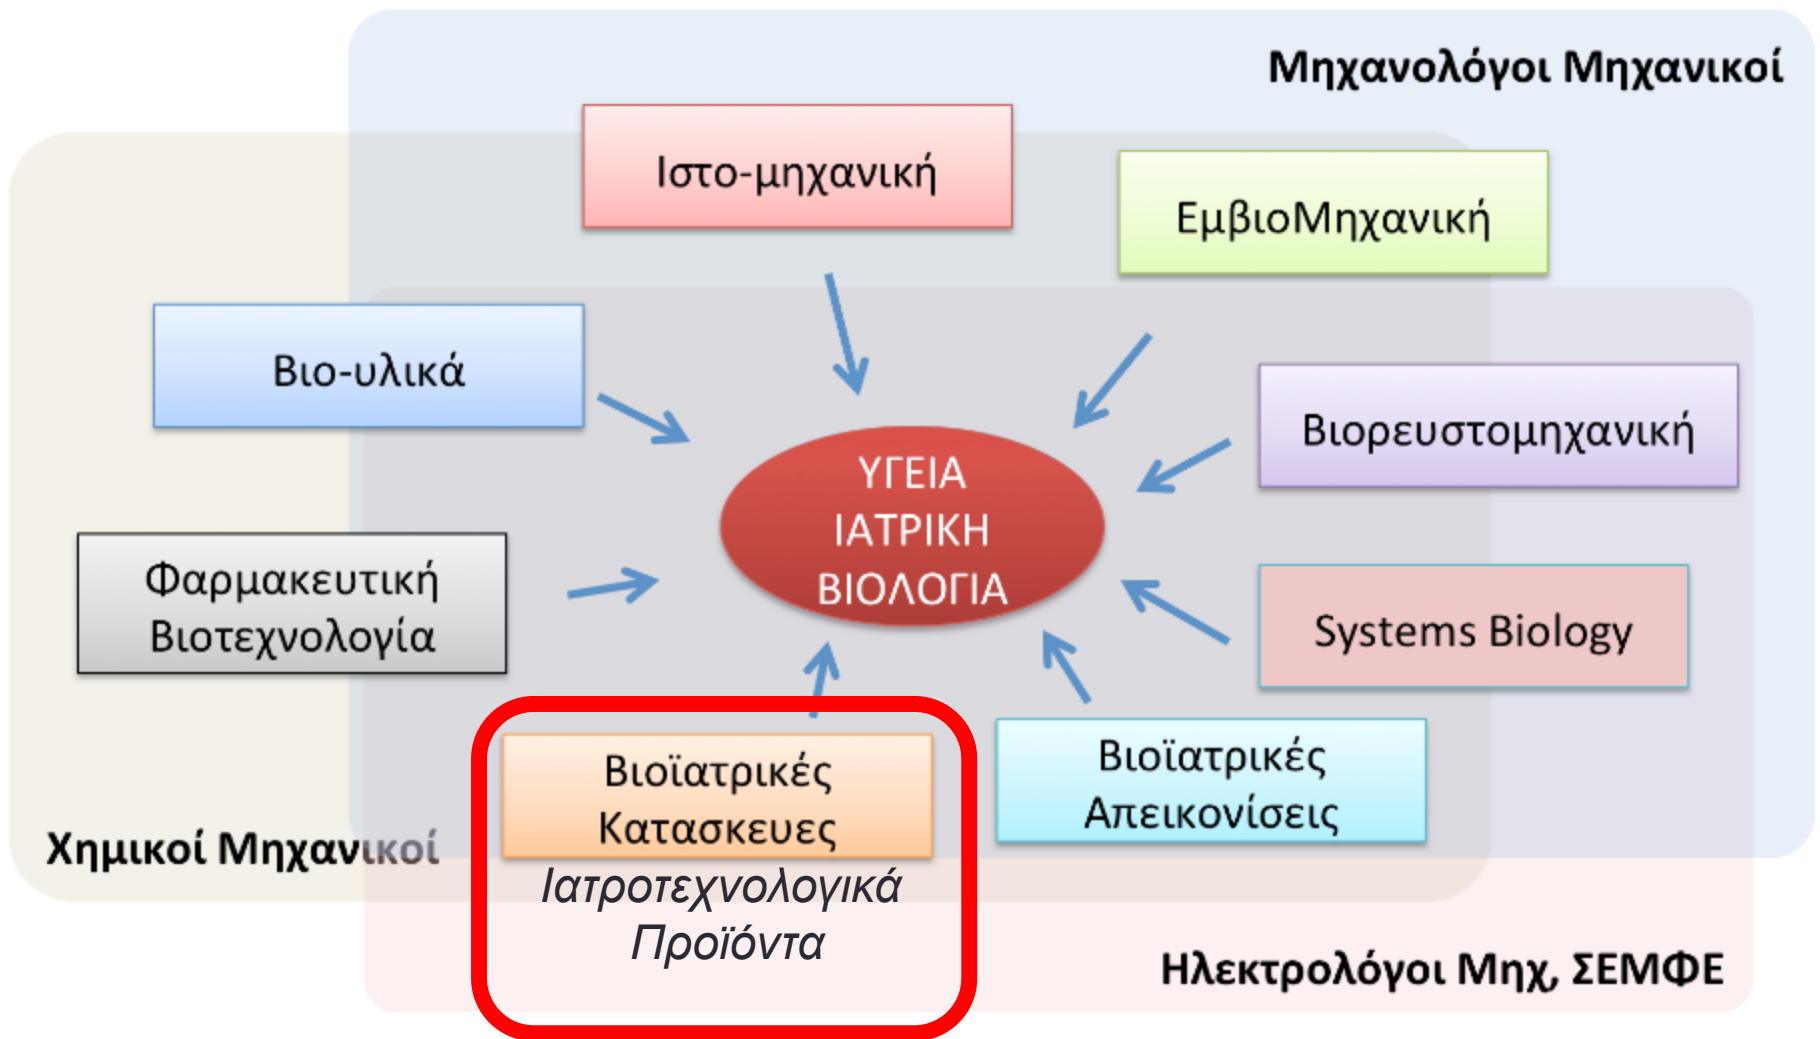 Μηχανολόγοι Μηχανικοί
Ιστο-μηχανική
ΕμβιοΜηχανική
Βιο-υλικά
Βιορευστομηχανική
ΥΓΕΙΑ
ΙΑΤΡΙΚΗ
ΒΙΟΛΟΓΙΑ
Φαρμακευτική
Βιοτεχνολογία
Systems Biology
Βιοϊατρικές
Κατασκευες
Βιοϊατρικές
Απεικονίσεις
Χημικοί Μηχανικοί
Ιατροτεχνολογικά
Προϊόντα
Ηλεκτρολόγοι Μηχ, ΣΕΜΦΕ